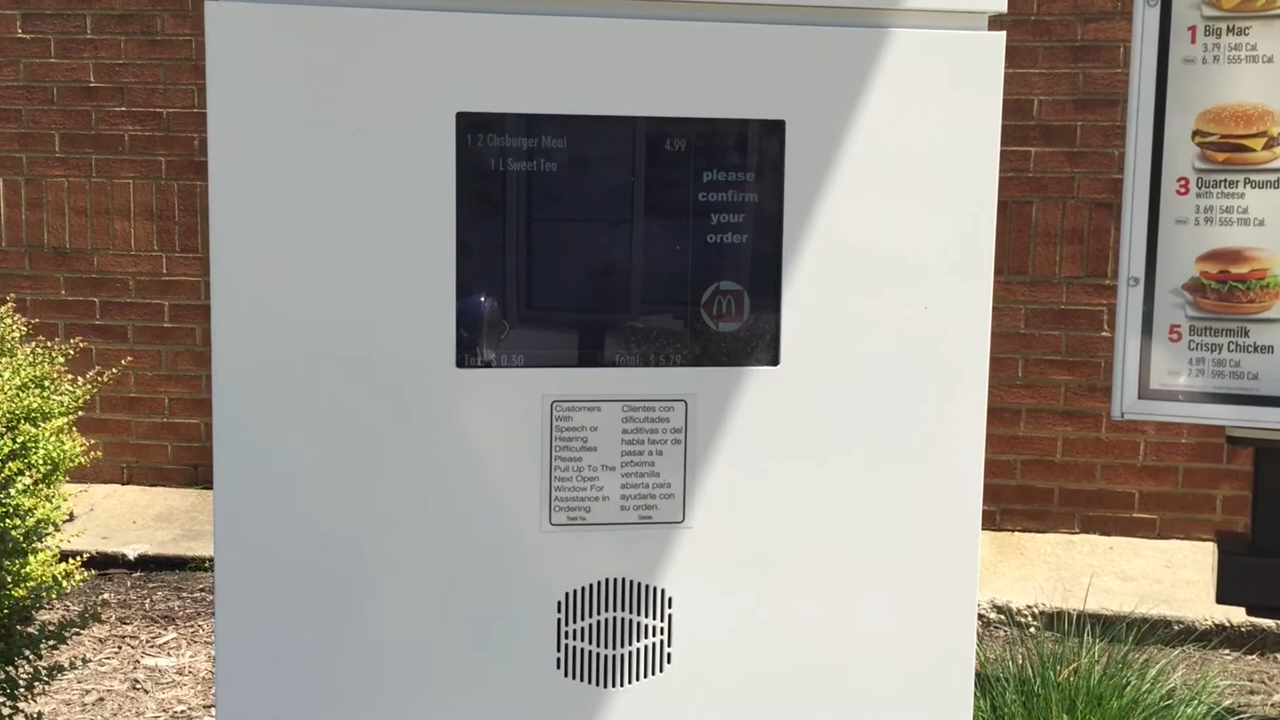 1 2 Chsburger Meal 4.99
1 L Sweet Tea
please
confirm
your
order
Tax: $ 0.30 Total: $ 5.29
Customers
With
Speech or
Hearing
Difficulties
Please
Pull Up To The
Next Open
Window For
Assistance In
Ordering.
Thank You
Clientes con
dificultades
auditivas o del
habla favor de
pasar a la
próxima
ventanilla
abierta para
ayudarle con
su orden.
Gracias
1 Big Mac
3.79 | 540 Cal.
6.19 | 555-1110 Cal.
3 Quarter Pound
with cheese
3.69 | 540 Cal.
5.99 | 555-1110 Cal.
5 Buttermilk
Crispy Chicken
4.89 | 580 Cal.
7.29 | 595-1150 Cal.